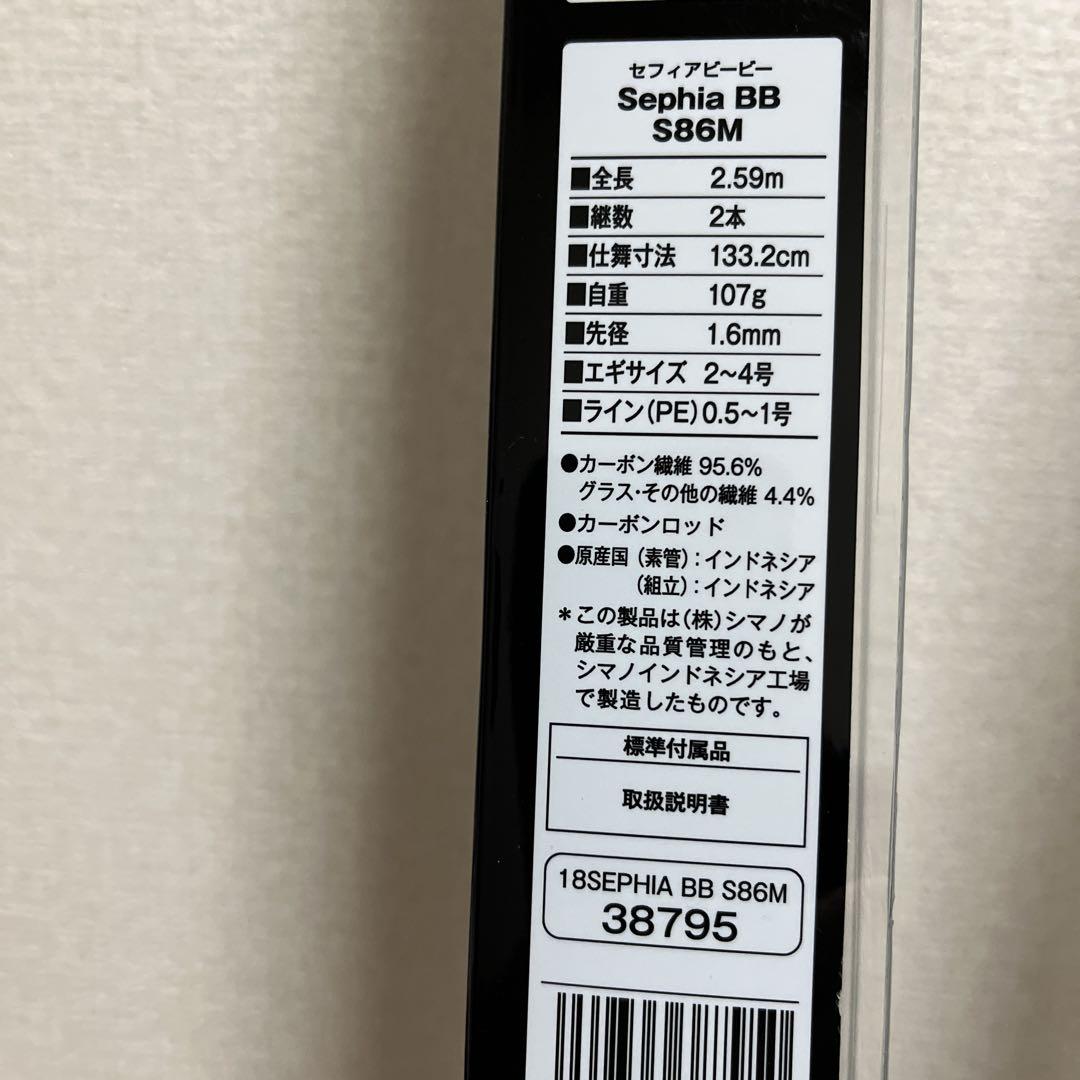 セフィアビービー
Sephia BB
S86M
■全長 2.59m
■継数 2本
■仕舞寸法 133.2cm
■自重 107g
■先径 1.6mm
■エギサイズ 2~4号
■ライン(PE) 0.5~1号
●カーボン繊維 95.6%
グラス・その他の繊維 4.4%
●カーボンロッド
●原産国(素管):インドネシア
(組立):インドネシア
*この製品は(株)シマノが
厳重な品質管理のもと、
シマノインドネシア工場
で製造したものです。
標準付属品
取扱説明書
18SEPHIA BB S86M
38795